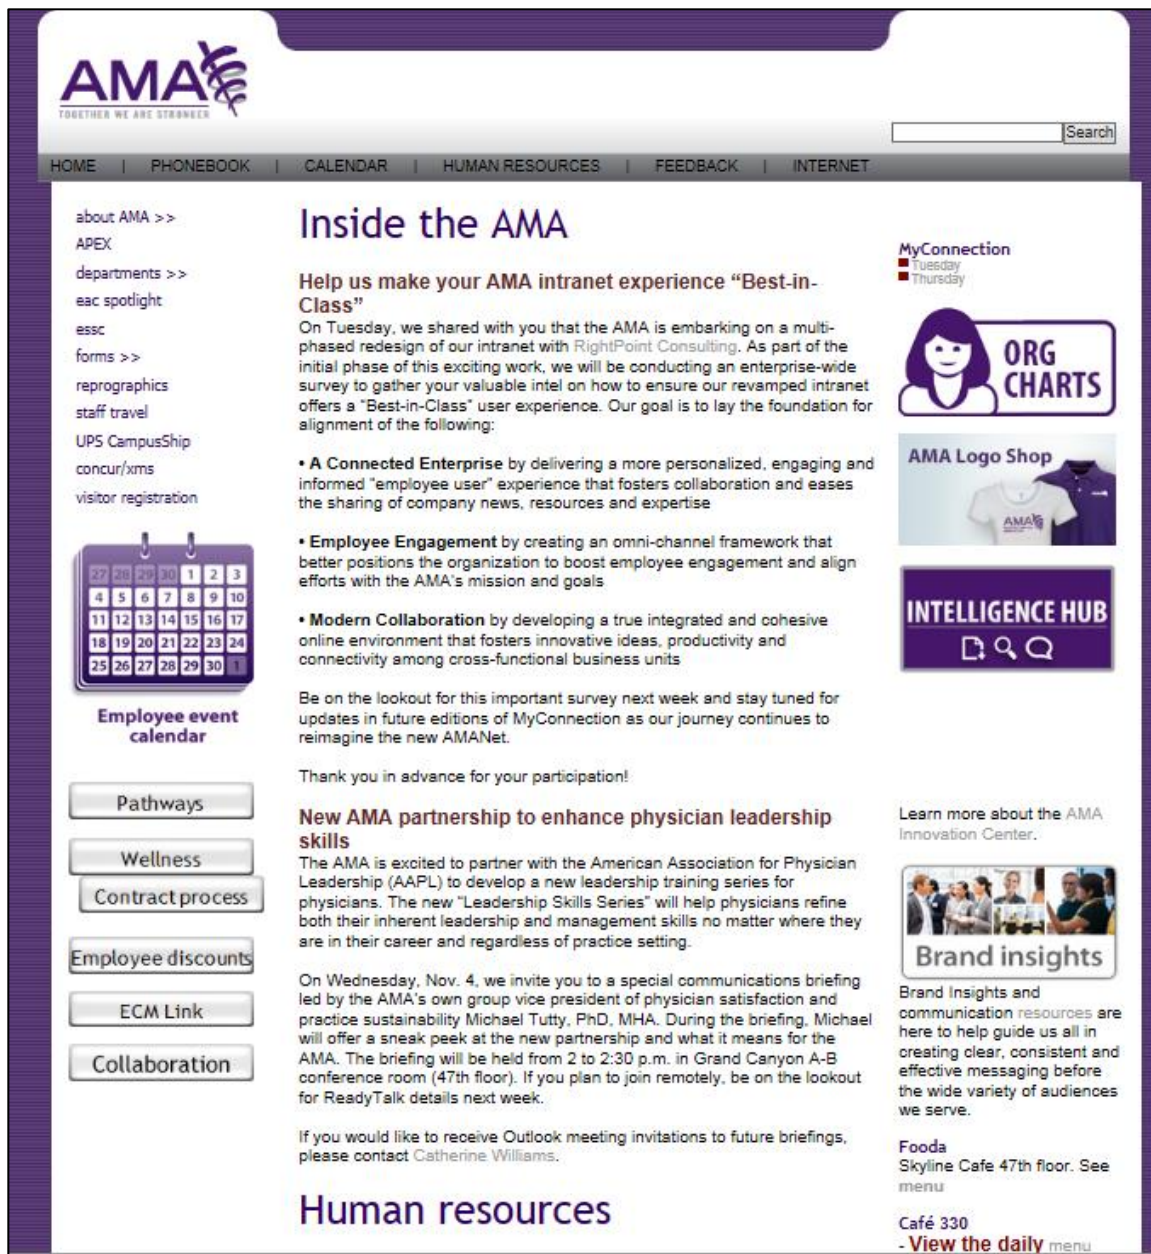 AMA
TOGETHER WE ARE STRONGER
Search
HOME | PHONEBOOK | CALENDAR | HUMAN RESOURCES | FEEDBACK | INTERNET
about AMA >>
APEX
departments >>
eac spotlight
essc
forms >>
reprographics
staff travel
UPS CampusShip
concur/xms
visitor registration
27 28 29 30 1 2 3
4 5 6 7 8 9 10
11 12 13 14 15 16 17
18 19 20 21 22 23 24
25 26 27 28 29 30 1
Employee event
calendar
Pathways
Wellness
Contract process
Employee discounts
ECM Link
Collaboration
Inside the AMA
Help us make your AMA intranet experience “Best-in-
Class”
On Tuesday, we shared with you that the AMA is embarking on a multi-
phased redesign of our intranet with RightPoint Consulting. As part of the
initial phase of this exciting work, we will be conducting an enterprise-wide
survey to gather your valuable intel on how to ensure our revamped intranet
offers a “Best-in-Class” user experience. Our goal is to lay the foundation for
alignment of the following:
• A Connected Enterprise by delivering a more personalized, engaging and
informed “employee user” experience that fosters collaboration and eases
the sharing of company news, resources and expertise
• Employee Engagement by creating an omni-channel framework that
better positions the organization to boost employee engagement and align
efforts with the AMA's mission and goals
• Modern Collaboration by developing a true integrated and cohesive
online environment that fosters innovative ideas, productivity and
connectivity among cross-functional business units
Be on the lookout for this important survey next week and stay tuned for
updates in future editions of MyConnection as our journey continues to
reimagine the new AMANet.
Thank you in advance for your participation!
New AMA partnership to enhance physician leadership
skills
The AMA is excited to partner with the American Association for Physician
Leadership (AAPL) to develop a new leadership training series for
physicians. The new “Leadership Skills Series” will help physicians refine
both their inherent leadership and management skills no matter where they
are in their career and regardless of practice setting.
On Wednesday, Nov. 4, we invite you to a special communications briefing
led by the AMA's own group vice president of physician satisfaction and
practice sustainability Michael Tutty, PhD, MHA. During the briefing, Michael
will offer a sneak peek at the new partnership and what it means for the
AMA. The briefing will be held from 2 to 2:30 p.m. in Grand Canyon A-B
conference room (47th floor). If you plan to join remotely, be on the lookout
for ReadyTalk details next week.
If you would like to receive Outlook meeting invitations to future briefings,
please contact Catherine Williams.
Human resources
MyConnection
Tuesday
Thursday
ORG
CHARTS
AMA Logo Shop
AMA
INTELLIGENCE HUB
Learn more about the AMA
Innovation Center.
Brand insights
Brand Insights and
communication resources are
here to help guide us all in
creating clear, consistent and
effective messaging before
the wide variety of audiences
we serve.
Fooda
Skyline Cafe 47th floor. See
menu
Café 330
- View the daily menu